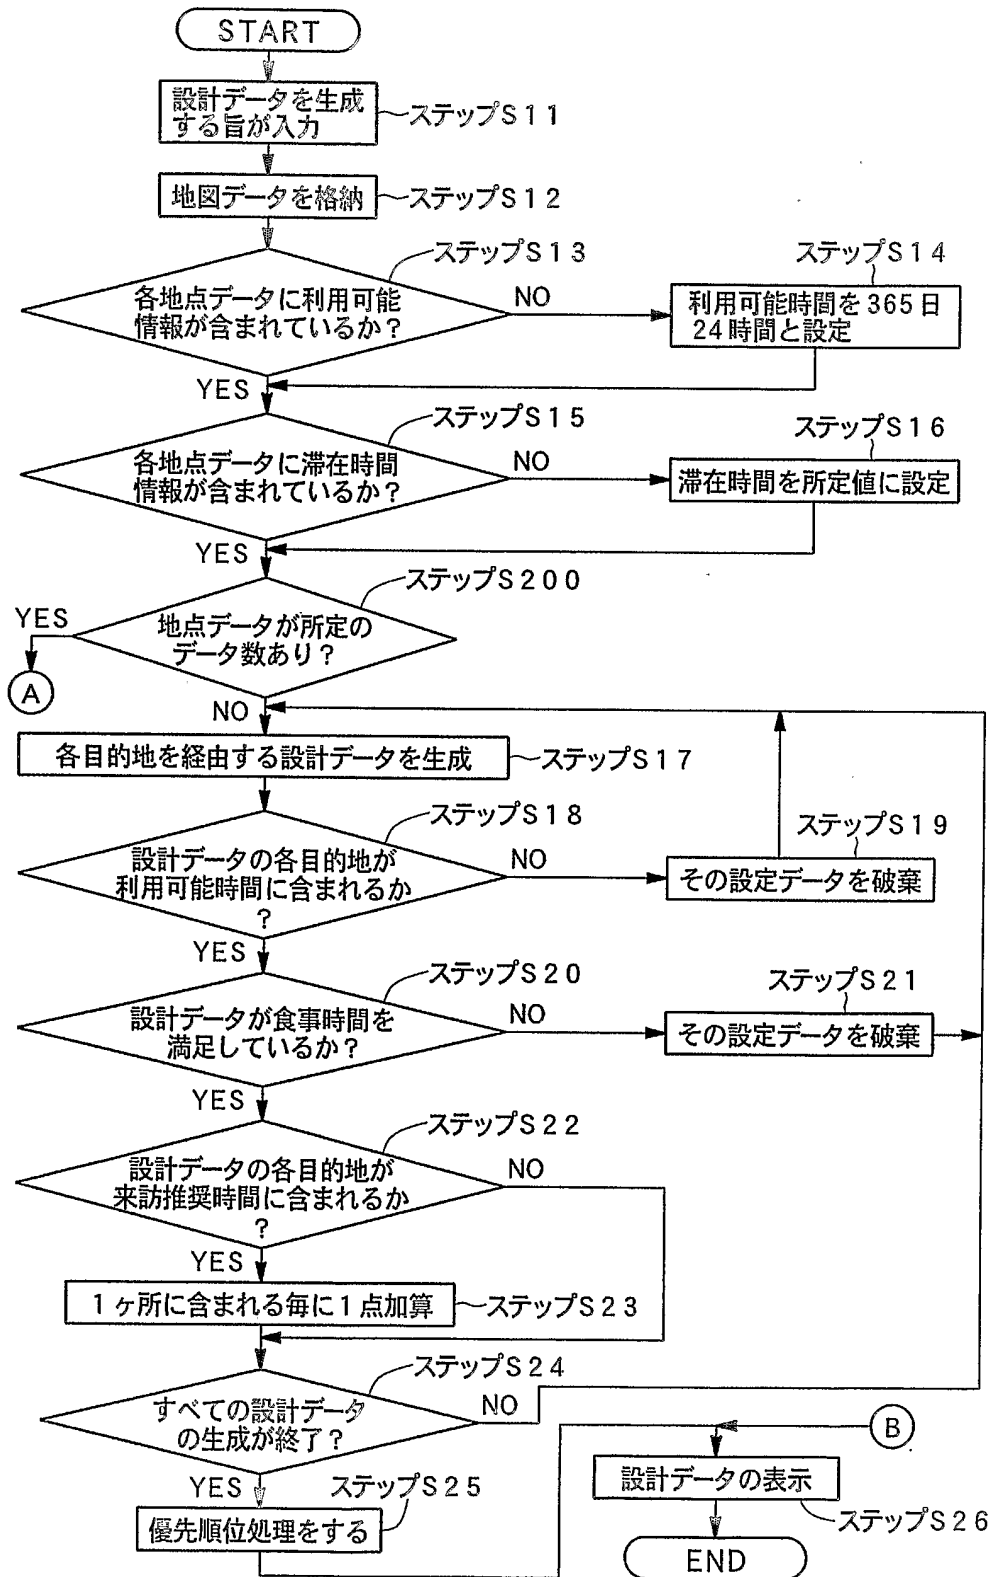 START
設計データを生成
する旨が入力
ステップS11
地図データを格納
ステップS12
ステップS13
各地点データに利用可能
情報が含まれているか?
NO
ステップS14
利用可能時間を365日
24時間と設定
YES
ステップS15
各地点データに滞在時間
情報が含まれているか?
NO
ステップS16
滞在時間を所定値に設定
YES
ステップS200
YES
地点データが所定の
データ数あり?
A
NO
各目的地を経由する設計データを生成
ステップS17
ステップS18
設計データの各目的地が
利用可能時間に含まれるか
?
NO
ステップS19
その設定データを破棄
YES
ステップS20
設計データが食事時間を
満足しているか?
NO
ステップS21
その設定データを破棄
YES
ステップS22
設計データの各目的地が
来訪推奨時間に含まれるか
?
NO
YES
1ヶ所に含まれる毎に1点加算
ステップS23
ステップS24
すべての設計データ
の生成が終了?
NO
B
YES
ステップS25
優先順位処理をする
設計データの表示
ステップS26
END